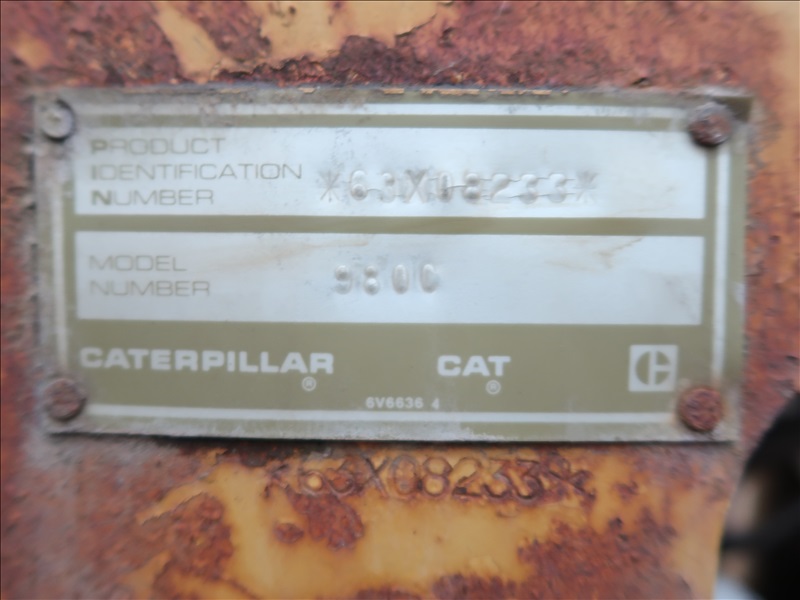 PRODUCT
IDENTIFICATION
NUMBER
*63X08233*
MODEL
NUMBER
980C
CATERPILLAR ® CAT ® C
6V6636 4
*63X08233*